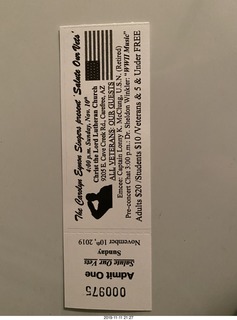 The Carolyn Eynon Singers present 'Salute Our Vets'
4:00 p.m. Sunday, Nov. 10th
Christ the Lord Lutheran Church
9205 E. Cave Creek Rd., Carefree, AZ
ALL VETERANS: OUR GUESTS
Emcee: Captain Lonny K. McClung, U.S.N. (Retired)
Pre-concert Chat 3:00 p.m.: Dr. Sheldon Winkler: "WWII Music"
Adults $20 /Students $10 /Veterans & 5 & Under FREE
November 10th, 2019
Sunday
Salute Our Vets
Admit One
000975
2019-11-11 21:27